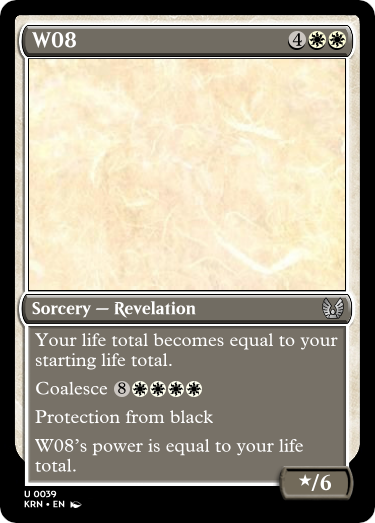 W08
4
Sorcery — Revelation
Your life total becomes equal to your
starting life total.
Coalesce 8
Protection from black
W08's power is equal to your life
total.
★/6
U 0039
KRN • EN